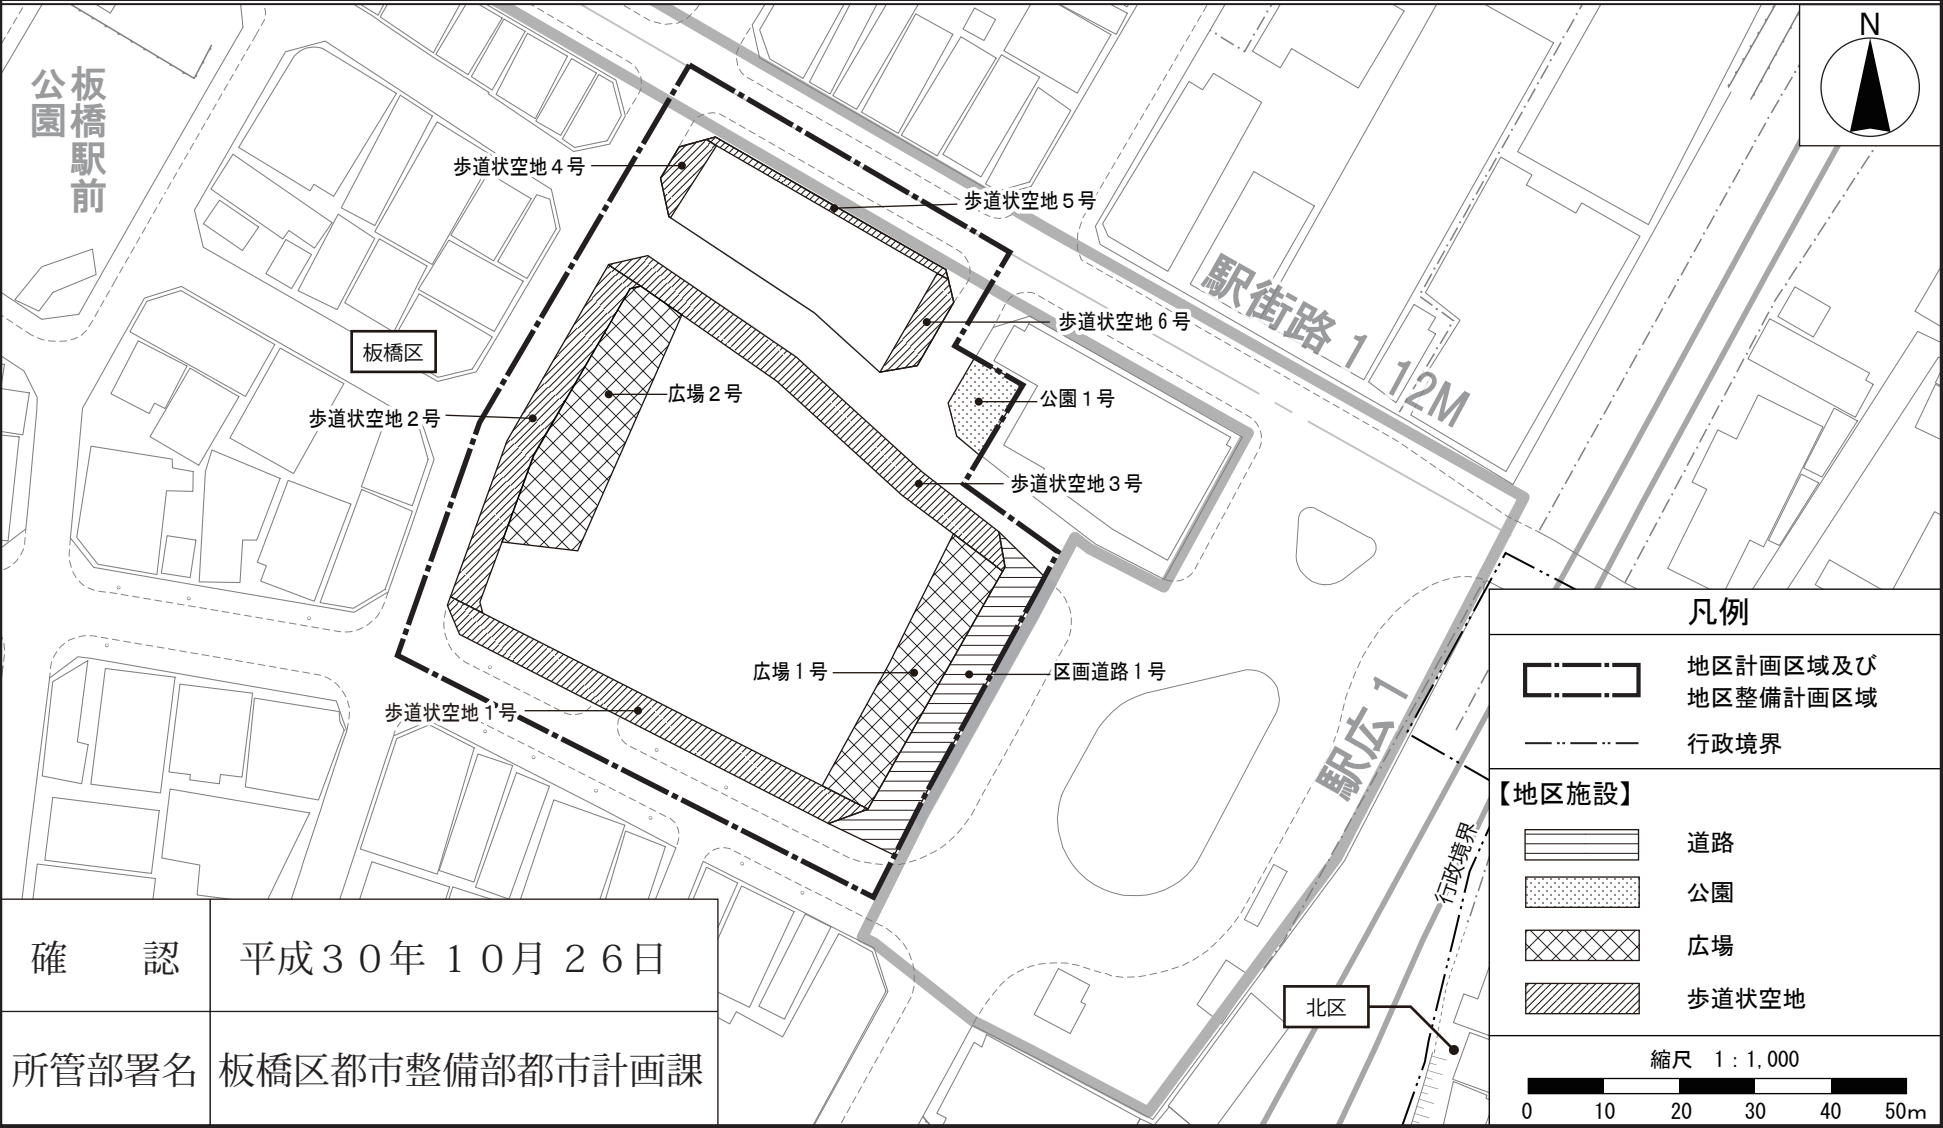 N
板橋駅前
公園
歩道状空地４号
歩道状空地５号
駅街路１ 12M
歩道状空地６号
板橋区
広場２号
公園１号
歩道状空地２号
歩道状空地３号
広場１号
区画道路１号
歩道状空地１号
駅広１
行政境界
北区
凡例
地区計画区域及び
地区整備計画区域
行政境界
【地区施設】
道路
公園
広場
歩道状空地
縮尺 1：1,000
0 10 20 30 40 50m
確認 平成３０年 １０月 ２６日
所管部署名 板橋区都市整備部都市計画課